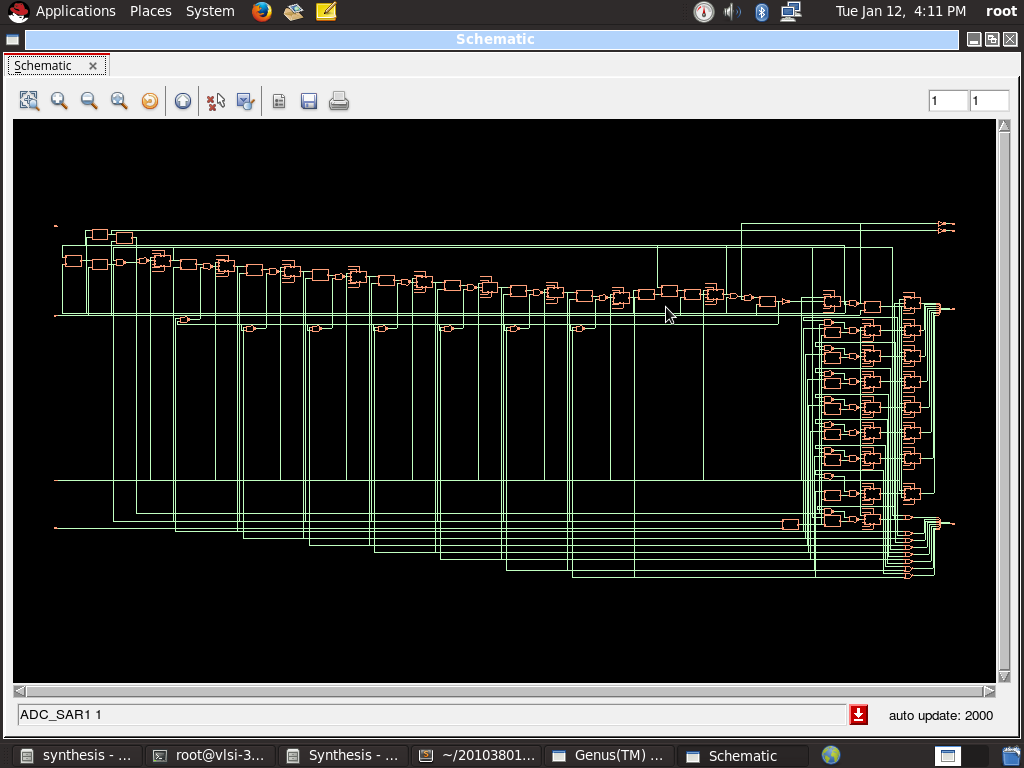 Applications Places System Tue Jan 12, 4:11 PM root
Schematic
Schematic
1 1
ADC_SAR1 1 auto update: 2000
synthesis - ... root@vlsi-3... Synthesis - ... ~/20103801... Genus(TM) ... Schematic